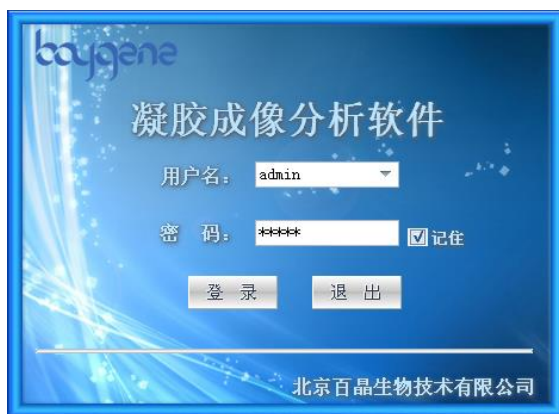 baygene
凝胶成像分析软件
用户名： admin
密 码： ***** 记住
登 录 退 出
北京百晶生物技术有限公司